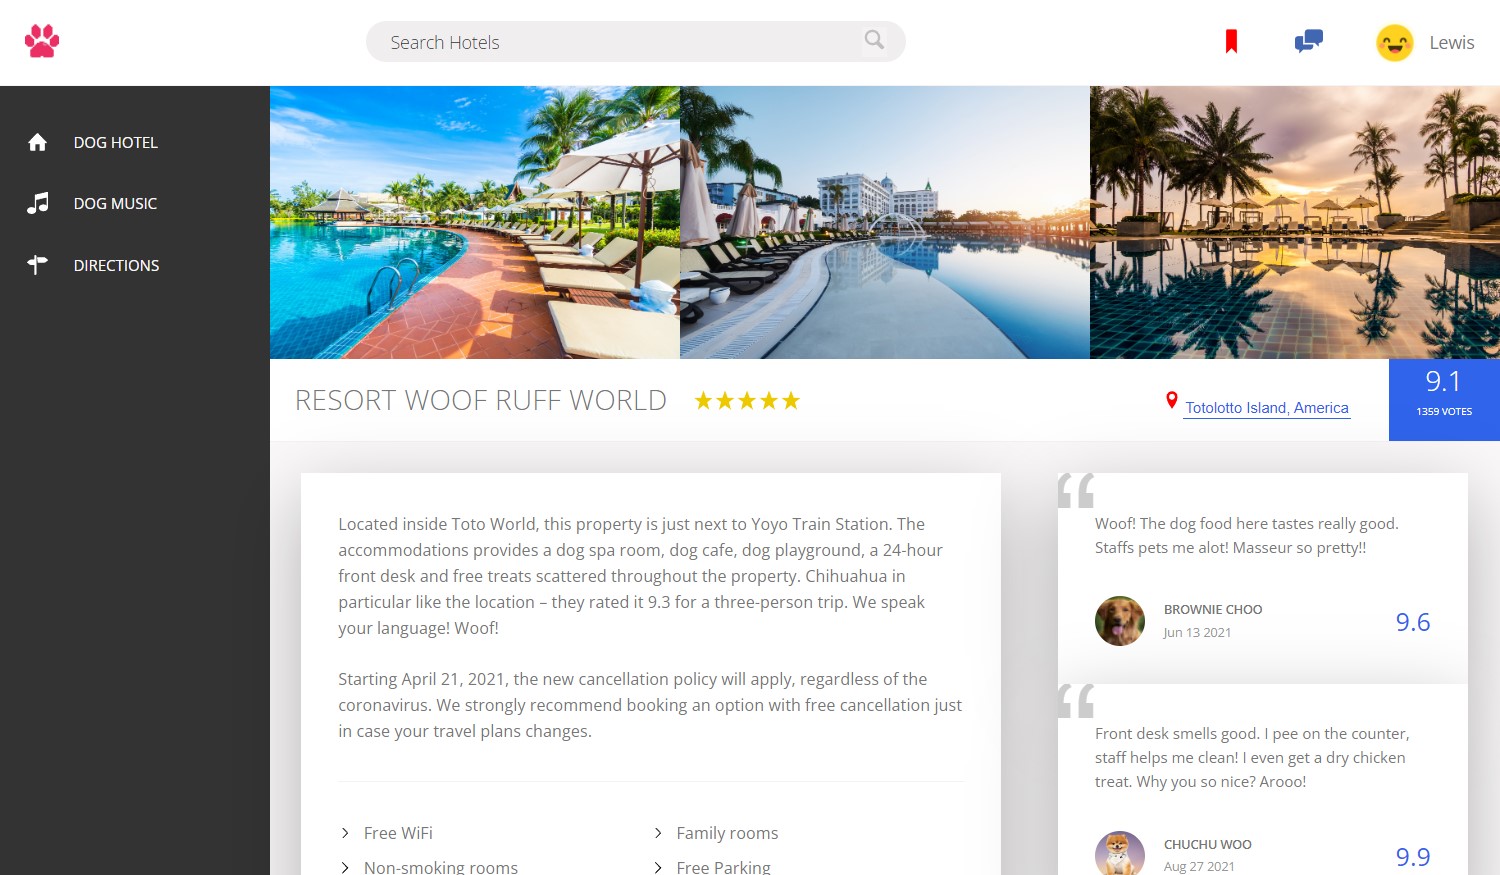 Search Hotels
Lewis
DOG HOTEL
DOG MUSIC
DIRECTIONS
RESORT WOOF RUFF WORLD
Totolotto Island, America
9.1
1359 VOTES
Located inside Toto World, this property is just next to Yoyo Train Station. The
accommodations provides a dog spa room, dog cafe, dog playground, a 24-hour
front desk and free treats scattered throughout the property. Chihuahua in
particular like the location – they rated it 9.3 for a three-person trip. We speak
your language! Woof!
Starting April 21, 2021, the new cancellation policy will apply, regardless of the
coronavirus. We strongly recommend booking an option with free cancellation just
in case your travel plans changes.
Free WiFi
Family rooms
Non-smoking rooms
Free Parking
“
Woof! The dog food here tastes really good.
Staffs pets me alot! Masseur so pretty!!
BROWNIE CHOO
Jun 13 2021
9.6
“
Front desk smells good. I pee on the counter,
staff helps me clean! I even get a dry chicken
treat. Why you so nice? Arooo!
CHUCHU WOO
Aug 27 2021
9.9